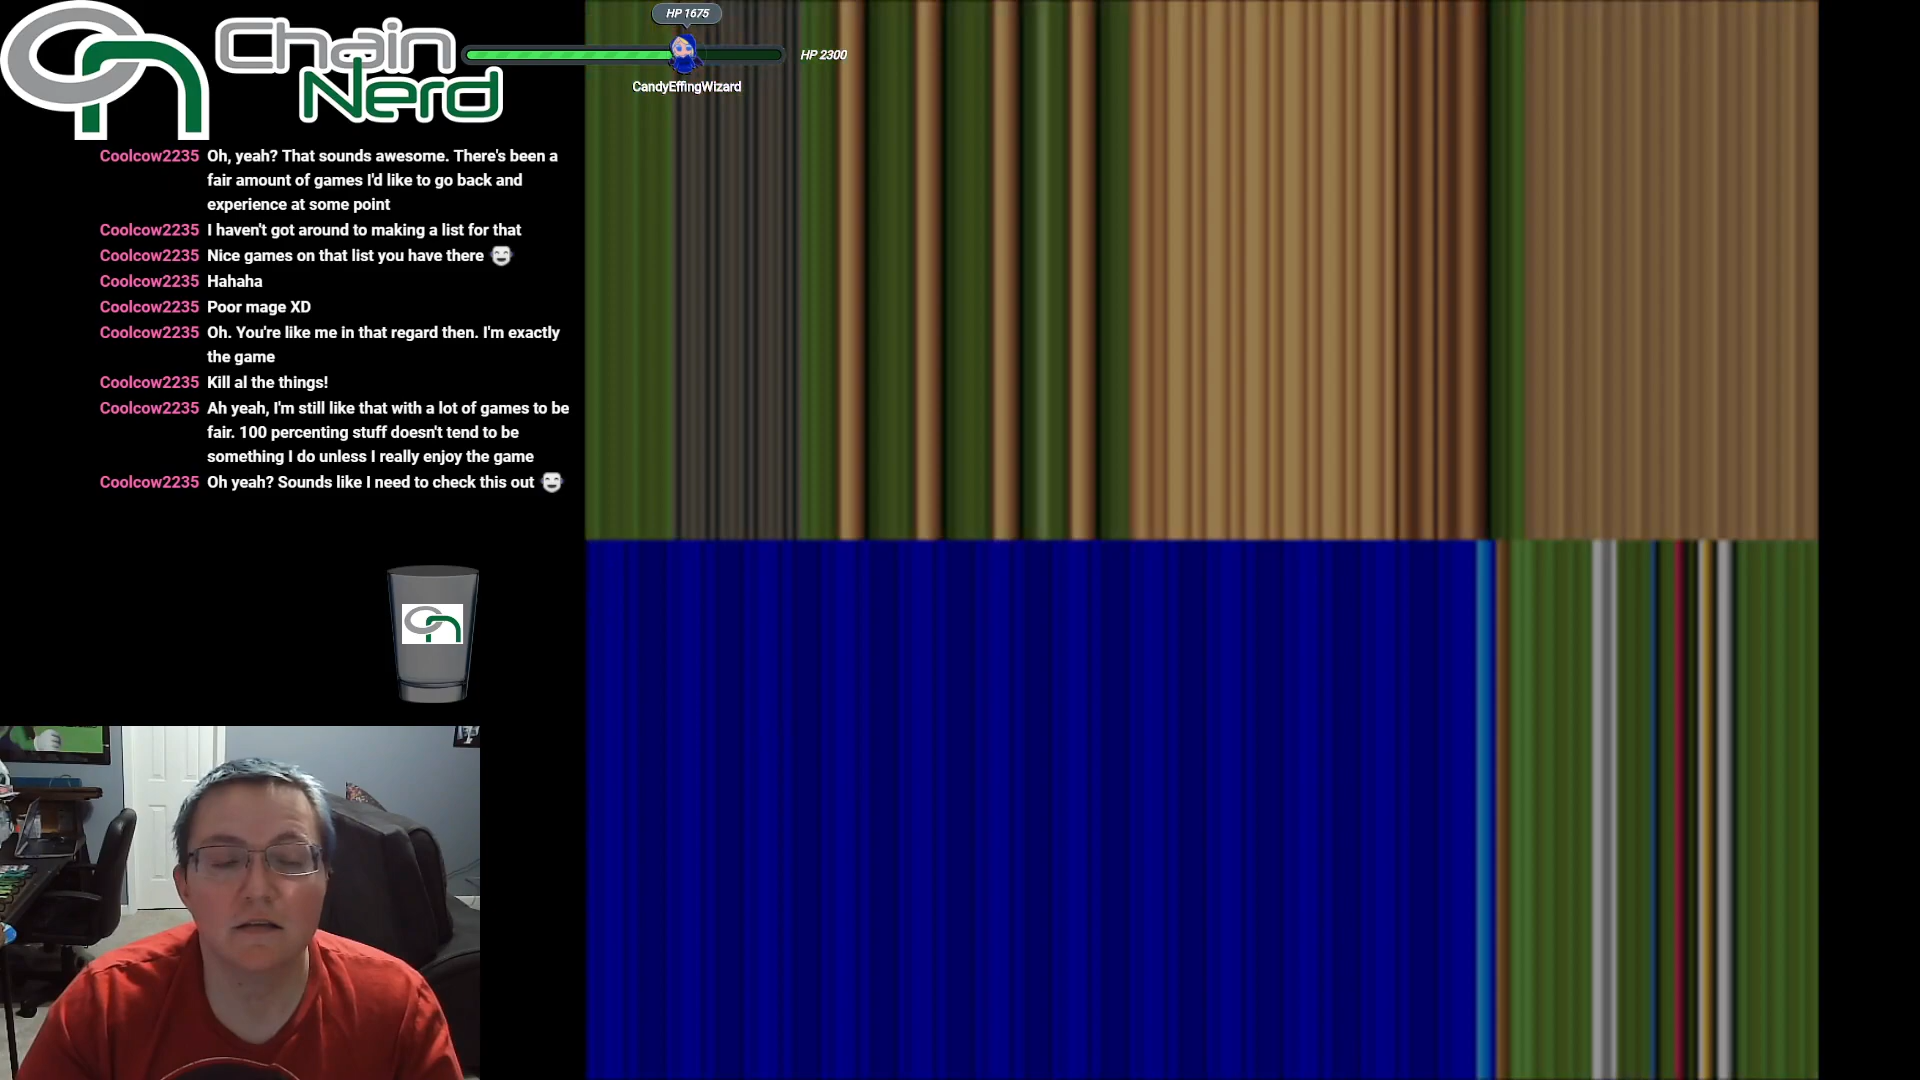 Chain
Nerd
HP 1675
HP 2300
CandyEffingWizard
Coolcow2235 Oh, yeah? That sounds awesome. There's been a
fair amount of games I'd like to go back and
experience at some point
Coolcow2235 I haven't got around to making a list for that
Coolcow2235 Nice games on that list you have there
Coolcow2235 Hahaha
Coolcow2235 Poor mage XD
Coolcow2235 Oh. You're like me in that regard then. I'm exactly
the game
Coolcow2235 Kill al the things!
Coolcow2235 Ah yeah, I'm still like that with a lot of games to be
fair. 100 percenting stuff doesn't tend to be
something I do unless I really enjoy the game
Coolcow2235 Oh yeah? Sounds like I need to check this out